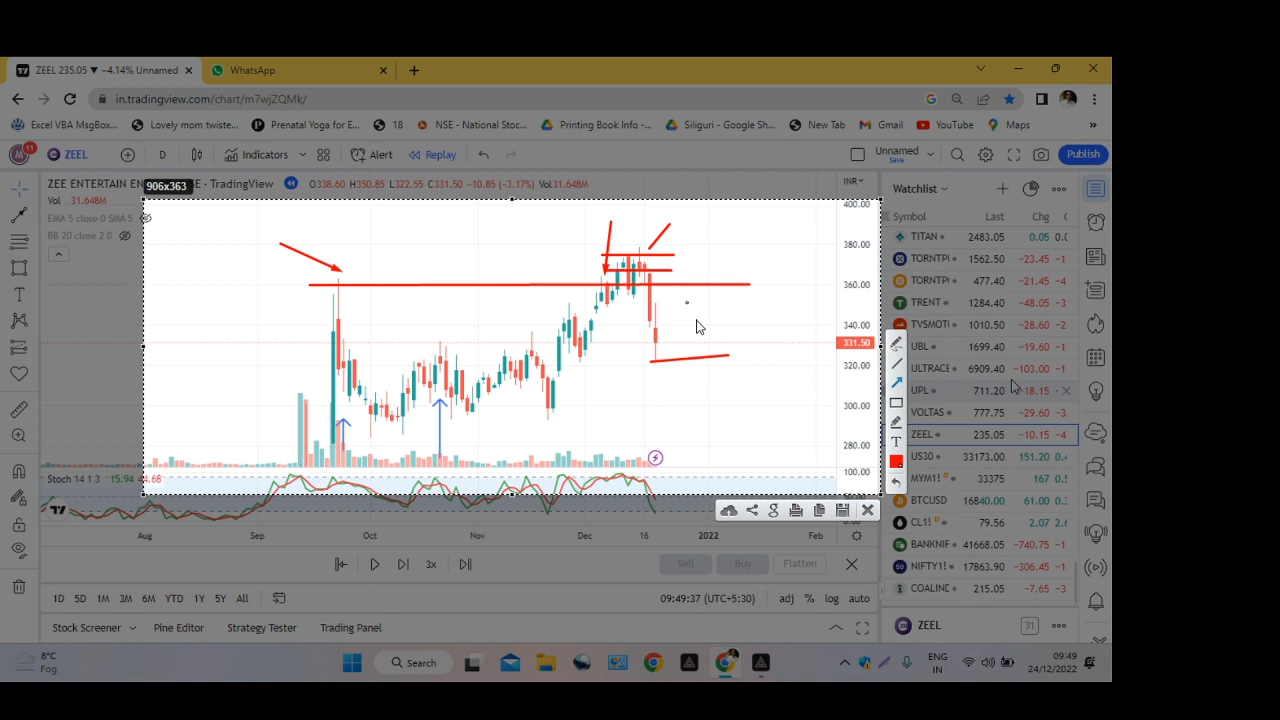 ZEEL 235.05 ▼ −4.14% Unnamed
WhatsApp
in.tradingview.com/chart/m7wjZQMk/
Excel VBA MsgBox...
Lovely mom twiste...
Prenatal Yoga for E...
18
NSE - National Stoc...
Printing Book Info -...
Siliguri - Google Sh...
New Tab
Gmail
YouTube
Maps
M 11
ZEEL
D
Indicators
Alert
Replay
Unnamed
Save
Publish
ZEE ENTERTAIN EN
E · TradingView
O338.60 H350.85 L322.55 C331.50 −10.85 (−3.17%) Vol31.648M
Vol 31.648M
EMA 5 close 0 SMA 5
BB 20 close 2 0
906x363
INR
400.00
380.00
360.00
340.00
331.50
320.00
300.00
280.00
100.00
Stoch 14 1 3 15.94
Aug
Sep
Oct
Nov
Dec
16
2022
Feb
3x
Sell
Buy
Flatten
1D 5D 1M 3M 6M YTD 1Y 5Y All
09:49:37 (UTC+5:30)
adj % log auto
Stock Screener
Pine Editor
Strategy Tester
Trading Panel
Watchlist
Symbol Last Chg
TITAN 2483.05 0.05
TORNTP 1562.50 −23.45
TORNTP 477.40 −21.45
TRENT 1284.40 −48.05
TVSMOT 1010.50 −28.60
UBL 1699.40 −19.60
ULTRACE 6909.40 −103.00
UPL 711.20 −18.15
VOLTAS 777.75 −29.60
ZEEL 235.05 −10.15
US30 33173.00 151.20
MYM1! D 33375 167
BTCUSD 16840.00 61.00
CL1! D 79.56 2.07
BANKNIF 41668.05 −740.75
NIFTY1! 17863.90 −306.45
COALIND 215.05 −7.65
ZEEL
31
8°C
Fog
Search
ENG
IN
09:49
24/12/2022